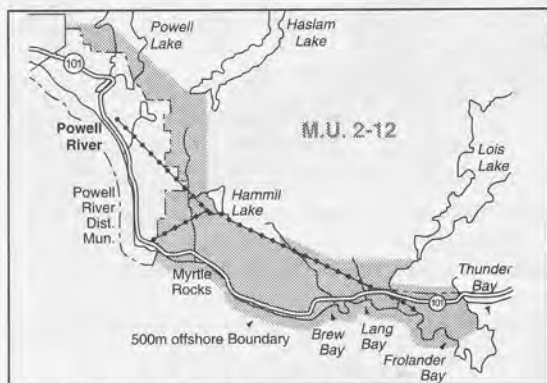 Powell
Lake
Haslam
Lake
101
M.U. 2-12
Powell
River
Lois
Lake
Powell
River
Dist.
Mun.
Hammil
Lake
Myrtle
Rocks
Thunder
Bay
101
500m offshore Boundary
Brew
Bay
Lang
Bay
Frolander
Bay